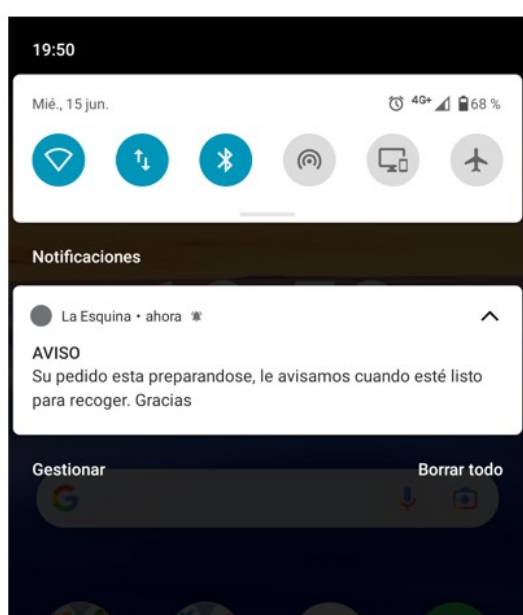 19:50
Mié., 15 jun.
4G+
68 %
Notificaciones
La Esquina • ahora
AVISO
Su pedido esta preparandose, le avisamos cuando esté listo
para recoger. Gracias
Gestionar
Borrar todo
G